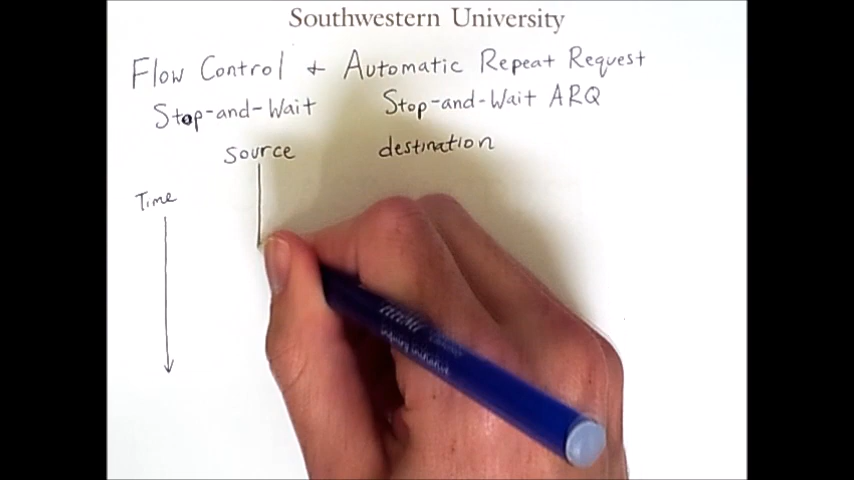 Southwestern University
Flow Control + Automatic Repeat Request
Stop-and-Wait Stop-and-Wait ARQ
source destination
Time